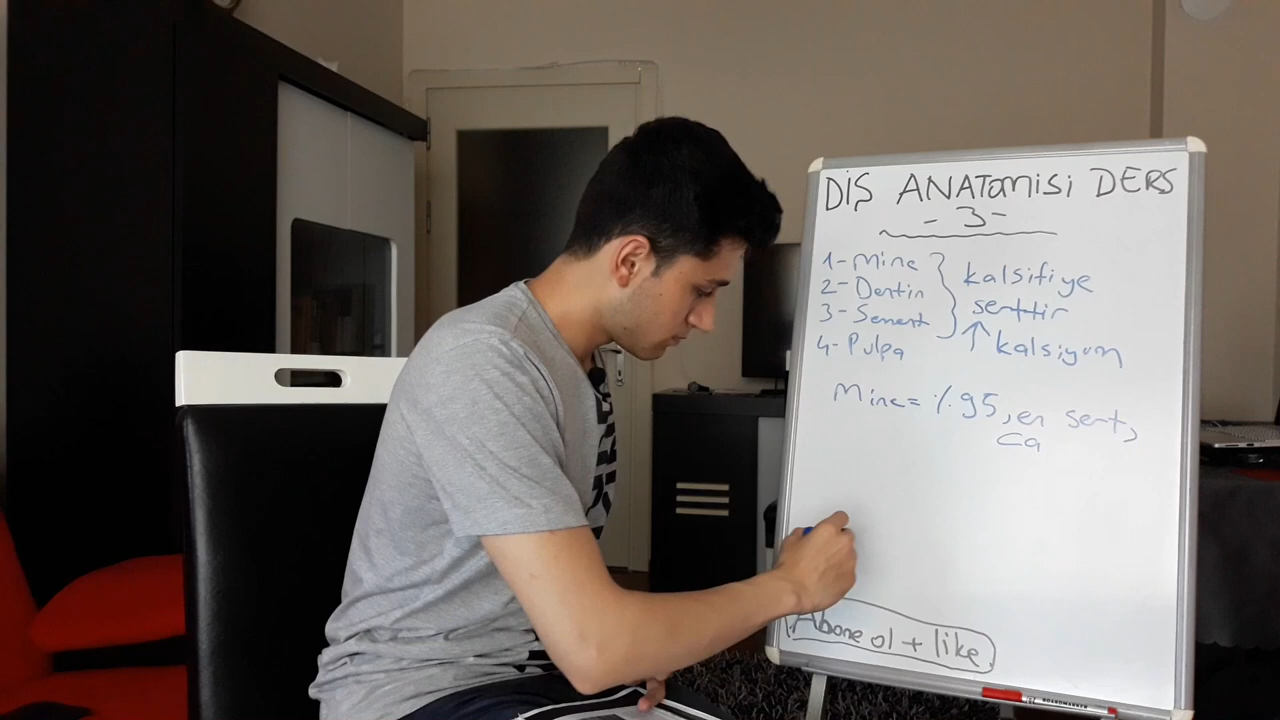 DİŞ ANATOMİSİ DERS
- 3 -
1- Mine
2- Dentin
3- Sement
4- Pulpa
kalsifiye
serttir
kalsiyum
Mine = %95, en sert,
Ca
Abone ol + like
BOARDMARKER